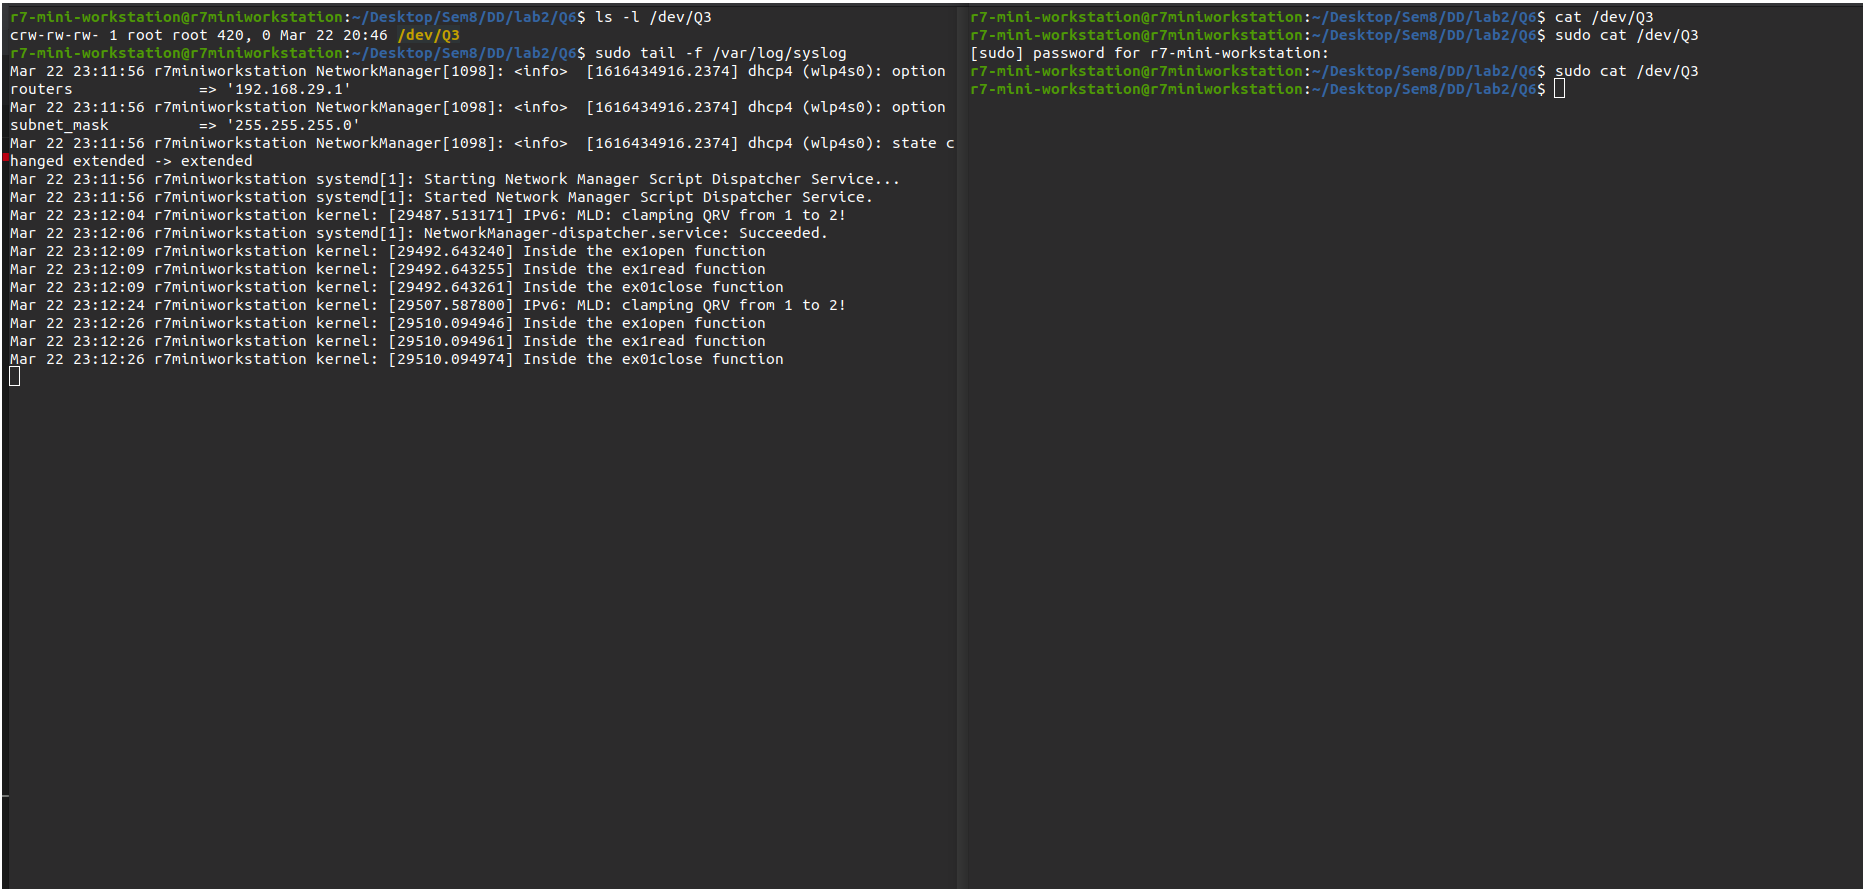 r7-mini-workstation@r7miniworkstation:~/Desktop/Sem8/DD/lab2/Q6$ ls -l /dev/Q3
crw-rw-rw- 1 root root 420, 0 Mar 22 20:46 /dev/Q3
r7-mini-workstation@r7miniworkstation:~/Desktop/Sem8/DD/lab2/Q6$ sudo tail -f /var/log/syslog
Mar 22 23:11:56 r7miniworkstation NetworkManager[1098]: <info>  [1616434916.2374] dhcp4 (wlp4s0): option
routers              => '192.168.29.1'
Mar 22 23:11:56 r7miniworkstation NetworkManager[1098]: <info>  [1616434916.2374] dhcp4 (wlp4s0): option
subnet_mask          => '255.255.255.0'
Mar 22 23:11:56 r7miniworkstation NetworkManager[1098]: <info>  [1616434916.2374] dhcp4 (wlp4s0): state c
hanged extended -> extended
Mar 22 23:11:56 r7miniworkstation systemd[1]: Starting Network Manager Script Dispatcher Service...
Mar 22 23:11:56 r7miniworkstation systemd[1]: Started Network Manager Script Dispatcher Service.
Mar 22 23:12:04 r7miniworkstation kernel: [29487.513171] IPv6: MLD: clamping QRV from 1 to 2!
Mar 22 23:12:06 r7miniworkstation systemd[1]: NetworkManager-dispatcher.service: Succeeded.
Mar 22 23:12:09 r7miniworkstation kernel: [29492.643240] Inside the ex1open function
Mar 22 23:12:09 r7miniworkstation kernel: [29492.643255] Inside the ex1read function
Mar 22 23:12:09 r7miniworkstation kernel: [29492.643261] Inside the ex01close function
Mar 22 23:12:24 r7miniworkstation kernel: [29507.587800] IPv6: MLD: clamping QRV from 1 to 2!
Mar 22 23:12:26 r7miniworkstation kernel: [29510.094946] Inside the ex1open function
Mar 22 23:12:26 r7miniworkstation kernel: [29510.094961] Inside the ex1read function
Mar 22 23:12:26 r7miniworkstation kernel: [29510.094974] Inside the ex01close function
r7-mini-workstation@r7miniworkstation:~/Desktop/Sem8/DD/lab2/Q6$ cat /dev/Q3
r7-mini-workstation@r7miniworkstation:~/Desktop/Sem8/DD/lab2/Q6$ sudo cat /dev/Q3
[sudo] password for r7-mini-workstation:
r7-mini-workstation@r7miniworkstation:~/Desktop/Sem8/DD/lab2/Q6$ sudo cat /dev/Q3
r7-mini-workstation@r7miniworkstation:~/Desktop/Sem8/DD/lab2/Q6$